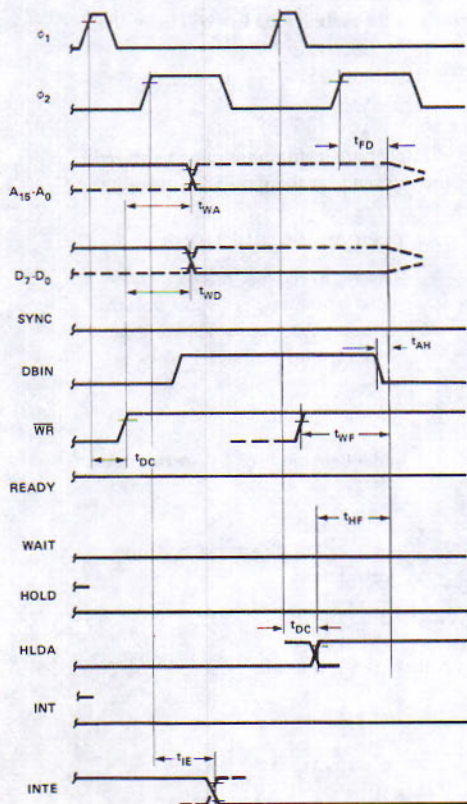 ϕ1
ϕ2
tFD
A15-A0
tWA
D7-D0
tWD
SYNC
tAH
DBIN
WR
tWF
tDC
READY
tHF
WAIT
HOLD
tDC
HLDA
INT
tIE
INTE